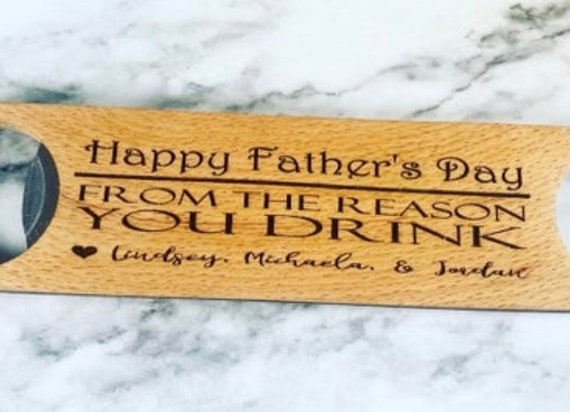 Happy Father's Day
FROM THE REASON
YOU DRINK
♥ Lindsey, Michaela, & Jordan